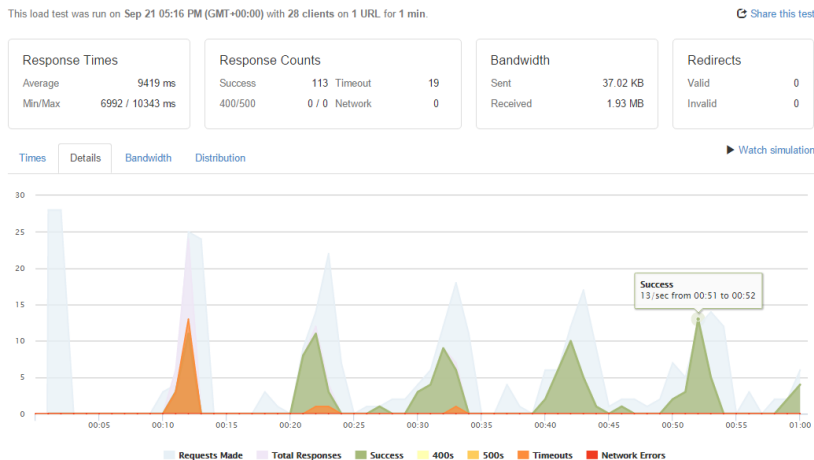 This load test was run on Sep 21 05:16 PM (GMT+00:00) with 28 clients on 1 URL for 1 min.
Share this test
Response Times
Average 9419 ms
Min/Max 6992 / 10343 ms
Response Counts
Success 113 Timeout 19
400/500 0 / 0 Network 0
Bandwidth
Sent 37.02 KB
Received 1.93 MB
Redirects
Valid 0
Invalid 0
Times Details Bandwidth Distribution
Watch simulation
30
25
20
15
10
5
0
Success
13/sec from 00:51 to 00:52
00:05 00:10 00:15 00:20 00:25 00:30 00:35 00:40 00:45 00:50 00:55 01:00
Requests Made Total Responses Success 400s 500s Timeouts Network Errors